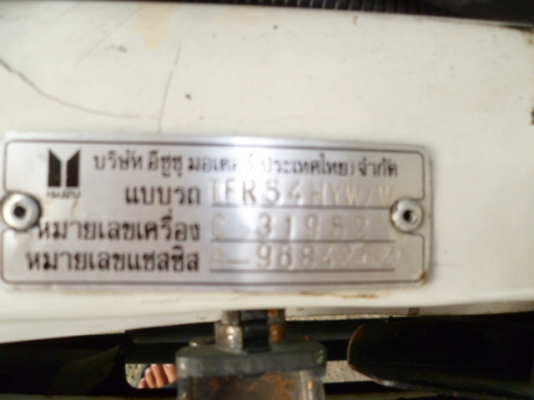 บริษัท อีซูซุ มอเตอร์ (ประเทศไทย) จำกัด
ISUZU
แบบรถ
หมายเลขเครื่อง C 31952
หมายเลขแชสซิส